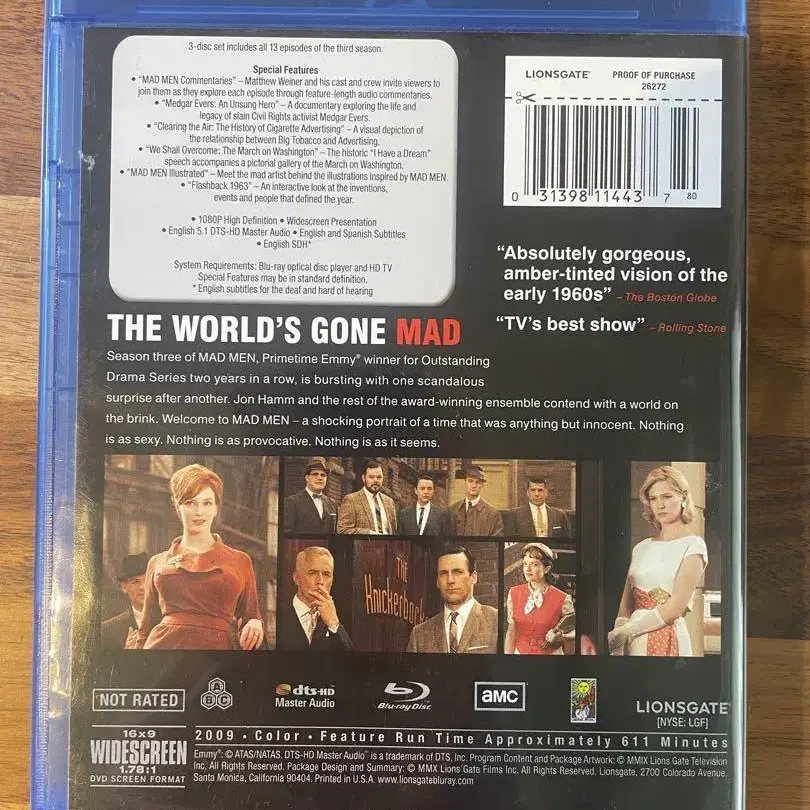 3-disc set includes all 13 episodes of the third season.
Special Features
• "MAD MEN Commentaries" – Matthew Weiner and his cast and crew invite viewers to
join them as they explore each episode through feature-length audio commentaries.
• "Medgar Evers: An Unsung Hero" – A documentary exploring the life and
legacy of slain Civil Rights activist Medgar Evers.
• "Clearing the Air: The History of Cigarette Advertising" – A visual depiction of
the relationship between Big Tobacco and Advertising.
• "We Shall Overcome: The March on Washington" – The historic "I Have a Dream"
speech accompanies a pictorial gallery of the March on Washington.
• "MAD MEN Illustrated" – Meet the mad artist behind the illustrations inspired by MAD MEN.
• "Flashback 1963" – An interactive look at the inventions,
events and people that defined the year.
• 1080P High Definition • Widescreen Presentation
• English 5.1 DTS-HD Master Audio • English and Spanish Subtitles
• English SDH*
System Requirements: Blu-ray optical disc player and HD TV
Special Features may be in standard definition.
* English subtitles for the deaf and hard of hearing
LIONSGATE® PROOF OF PURCHASE
26272
0 31398 11443 7 80
"Absolutely gorgeous,
amber-tinted vision of the
early 1960s" – The Boston Globe
"TV's best show" – Rolling Stone
THE WORLD'S GONE MAD
Season three of MAD MEN, Primetime Emmy® winner for Outstanding
Drama Series two years in a row, is bursting with one scandalous
surprise after another. Jon Hamm and the rest of the award-winning ensemble contend with a world on
the brink. Welcome to MAD MEN – a shocking portrait of a time that was anything but innocent. Nothing
is as sexy. Nothing is as provocative. Nothing is as it seems.
THE
Knickerbock
NOT RATED
ABC
dts-HD
Master Audio
Blu-ray Disc
amc
LIONSGATE®
[NYSE: LGF]
16x9
WIDESCREEN
1.78:1
DVD SCREEN FORMAT
2009 • Color • Feature Run Time Approximately 611 Minutes
Emmy®: © ATAS/NATAS. DTS-HD Master Audio™ is a trademark of DTS, Inc. Program Content and Package Artwork: © MMIX Lions Gate Television
Inc. All Rights Reserved. Package Design and Summary: © MMX Lions Gate Films Inc. All Rights Reserved. Lionsgate, 2700 Colorado Avenue,
Santa Monica, California 90404. Printed in U.S.A. www.lionsgatebluray.com